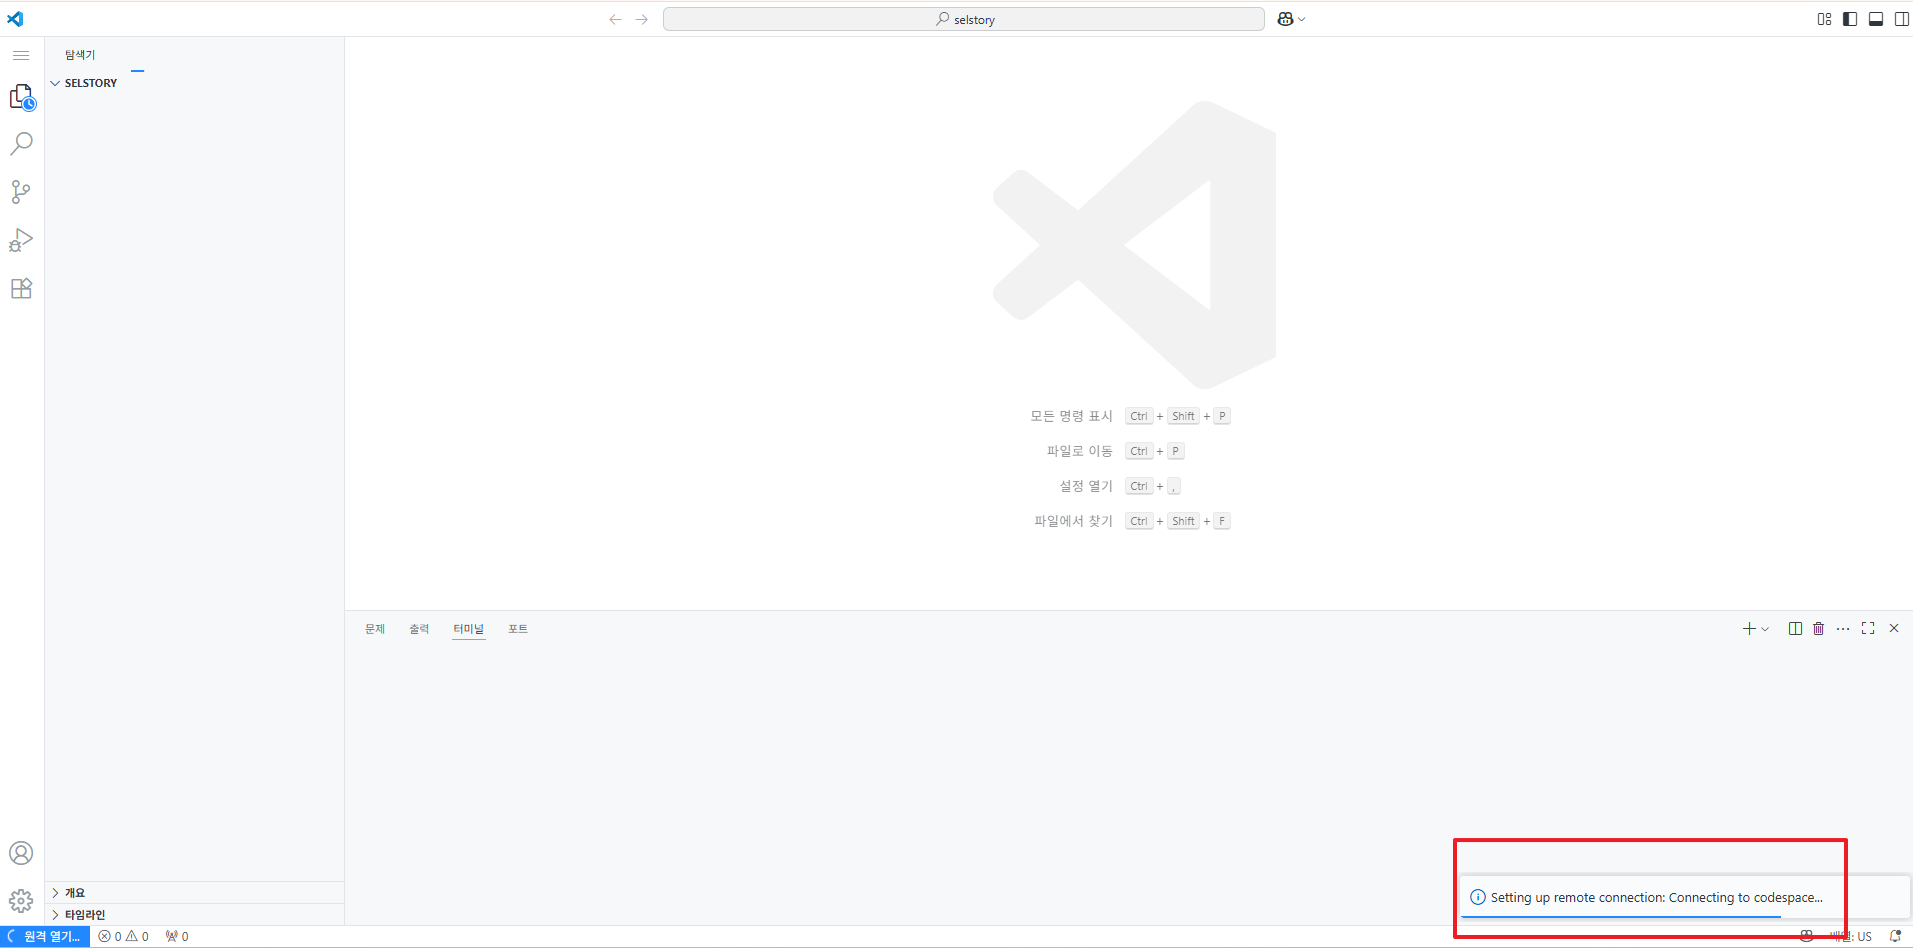 selstory
탐색기
SELSTORY
모든 명령 표시 Ctrl + Shift + P
파일로 이동 Ctrl + P
설정 열기 Ctrl + ,
파일에서 찾기 Ctrl + Shift + F
문제 출력 터미널 포트
개요
타임라인
Setting up remote connection: Connecting to codespace...
원격 열기... 0 0 0 배열: US